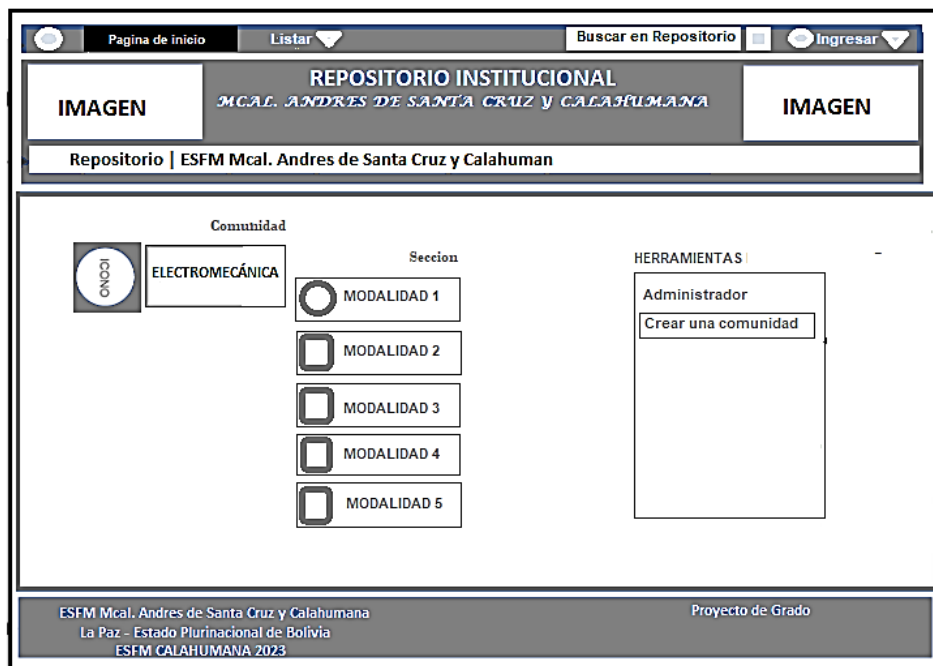 Pagina de inicio Listar Buscar en Repositorio Ingresar
REPOSITORIO INSTITUCIONAL
MCAL. ANDRES DE SANTA CRUZ Y CALAHUMANA
IMAGEN IMAGEN
Repositorio | ESFM Mcal. Andres de Santa Cruz y Calahuman
Comunidad
ICONO
ELECTROMECÁNICA
Seccion
MODALIDAD 1
MODALIDAD 2
MODALIDAD 3
MODALIDAD 4
MODALIDAD 5
HERRAMIENTAS
Administrador
Crear una comunidad
ESFM Mcal. Andres de Santa Cruz y Calahumana
La Paz - Estado Plurinacional de Bolivia
ESFM CALAHUMANA 2023
Proyecto de Grado